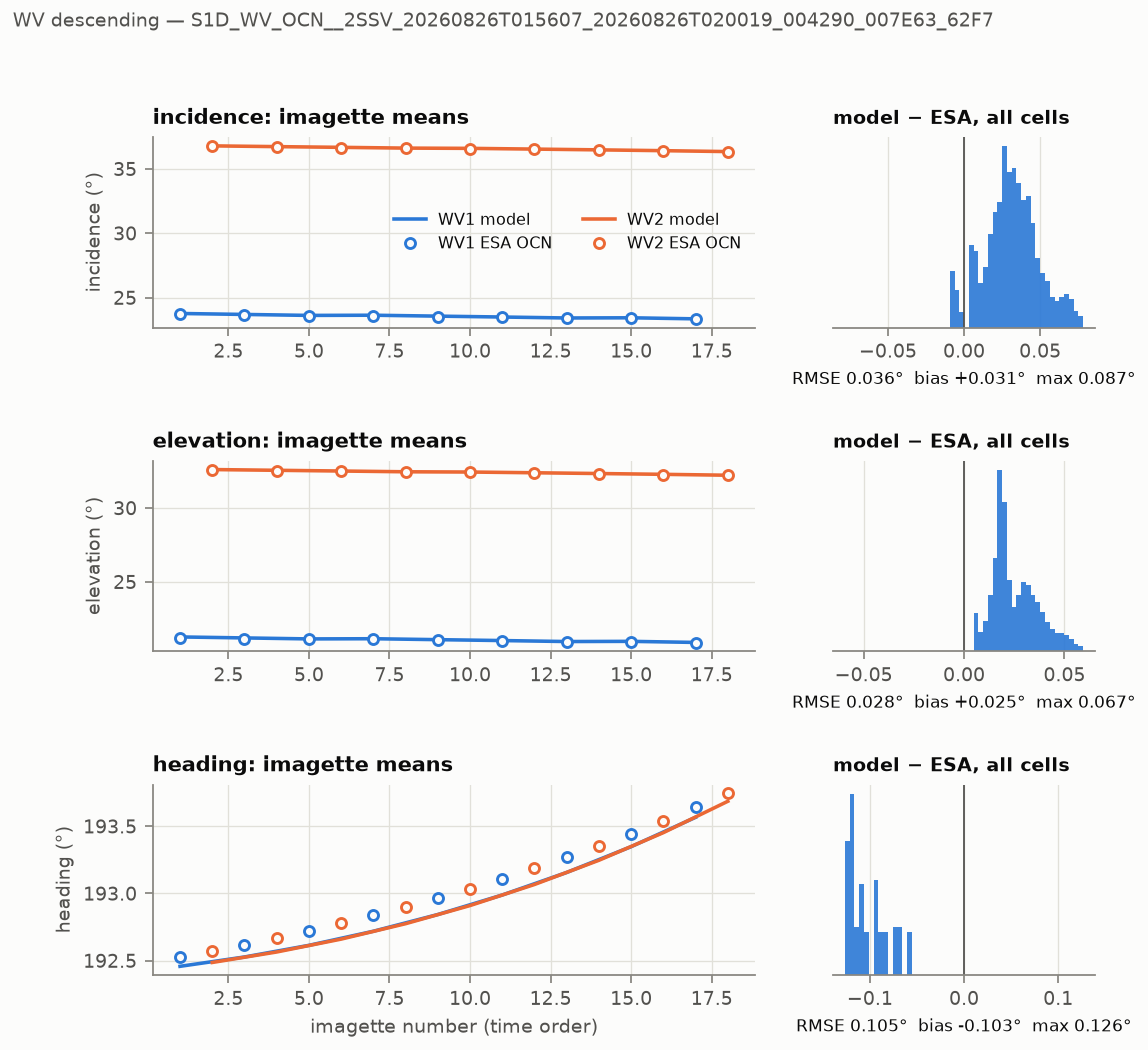 WV descending — S1D_WV_OCN__2SSV_20260826T015607_20260826T020019_004290_007E63_62F7
incidence: imagette means
model − ESA, all cells
incidence (°)
35
30
25
WV1 model
WV2 model
WV1 ESA OCN
WV2 ESA OCN
2.5 5.0 7.5 10.0 12.5 15.0 17.5
−0.05 0.00 0.05
RMSE 0.036° bias +0.031° max 0.087°
elevation: imagette means
model − ESA, all cells
elevation (°)
30
25
2.5 5.0 7.5 10.0 12.5 15.0 17.5
−0.05 0.00 0.05
RMSE 0.028° bias +0.025° max 0.067°
heading: imagette means
model − ESA, all cells
heading (°)
193.5
193.0
192.5
2.5 5.0 7.5 10.0 12.5 15.0 17.5
−0.1 0.0 0.1
imagette number (time order)
RMSE 0.105° bias -0.103° max 0.126°